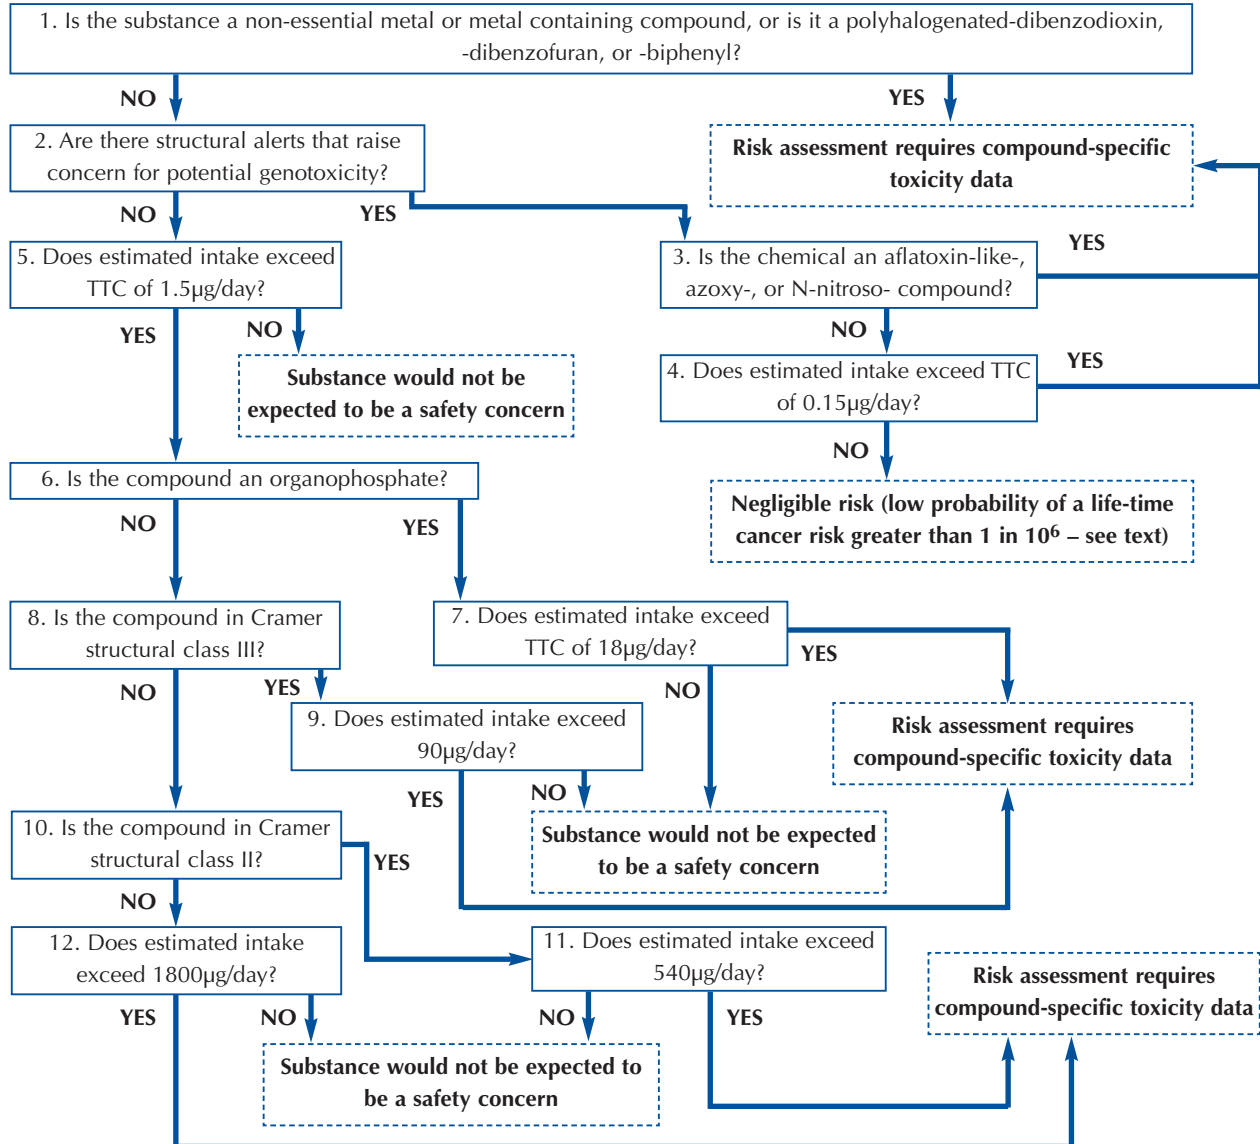 1. Is the substance a non-essential metal or metal containing compound, or is it a polyhalogenated-dibenzodioxin,
-dibenzofuran, or -biphenyl?
NO
YES
2. Are there structural alerts that raise
concern for potential genotoxicity?
Risk assessment requires compound-specific
toxicity data
NO
YES
5. Does estimated intake exceed
TTC of 1.5µg/day?
3. Is the chemical an aflatoxin-like-,
azoxy-, or N-nitroso- compound?
YES
YES
NO
NO
Substance would not be
expected to be a safety concern
4. Does estimated intake exceed TTC
of 0.15µg/day?
YES
NO
6. Is the compound an organophosphate?
Negligible risk (low probability of a life-time
cancer risk greater than 1 in 10⁶ – see text)
NO
YES
8. Is the compound in Cramer
structural class III?
7. Does estimated intake exceed
TTC of 18µg/day?
YES
NO
YES
NO
9. Does estimated intake exceed
90µg/day?
Risk assessment requires
compound-specific toxicity data
YES
NO
10. Is the compound in Cramer
structural class II?
YES
Substance would not be expected
to be a safety concern
NO
12. Does estimated intake
exceed 1800µg/day?
11. Does estimated intake exceed
540µg/day?
Risk assessment requires
compound-specific toxicity data
YES
NO
NO
YES
Substance would not be expected to
be a safety concern